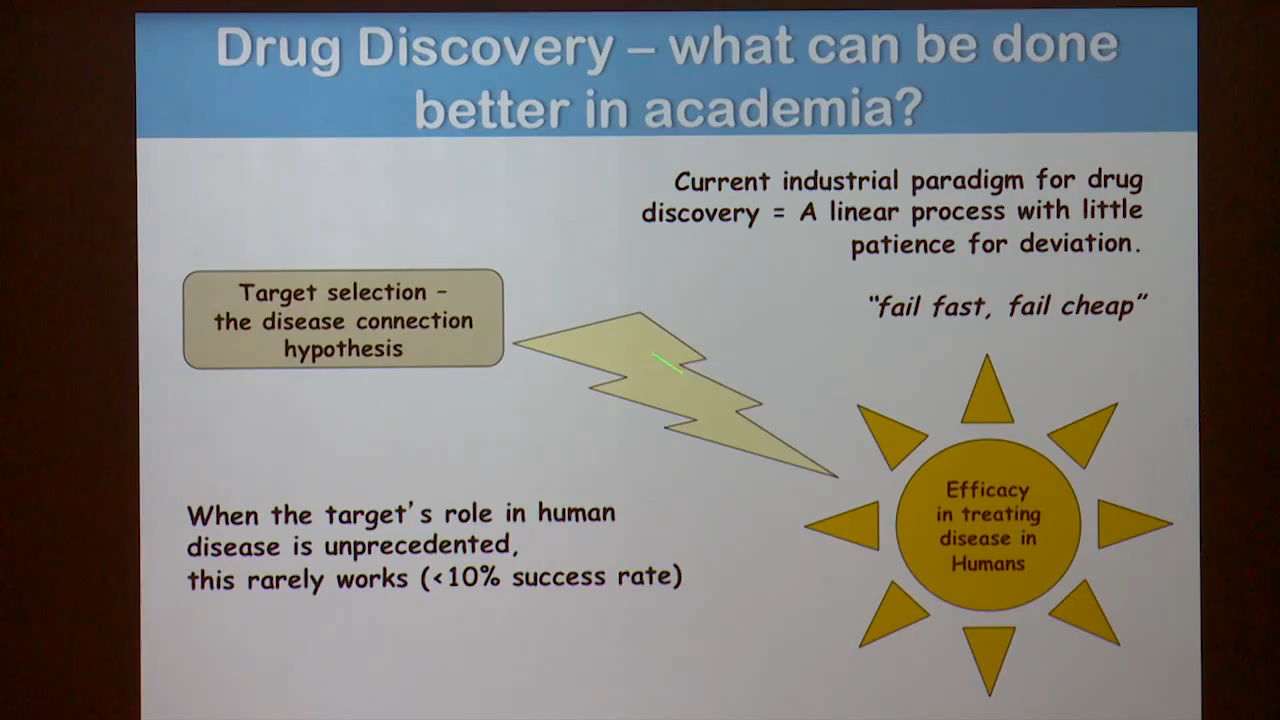 Drug Discovery – what can be done
better in academia?
Current industrial paradigm for drug
discovery = A linear process with little
patience for deviation.
"fail fast, fail cheap"
Target selection –
the disease connection
hypothesis
Efficacy
in treating
disease in
Humans
When the target's role in human
disease is unprecedented,
this rarely works (<10% success rate)